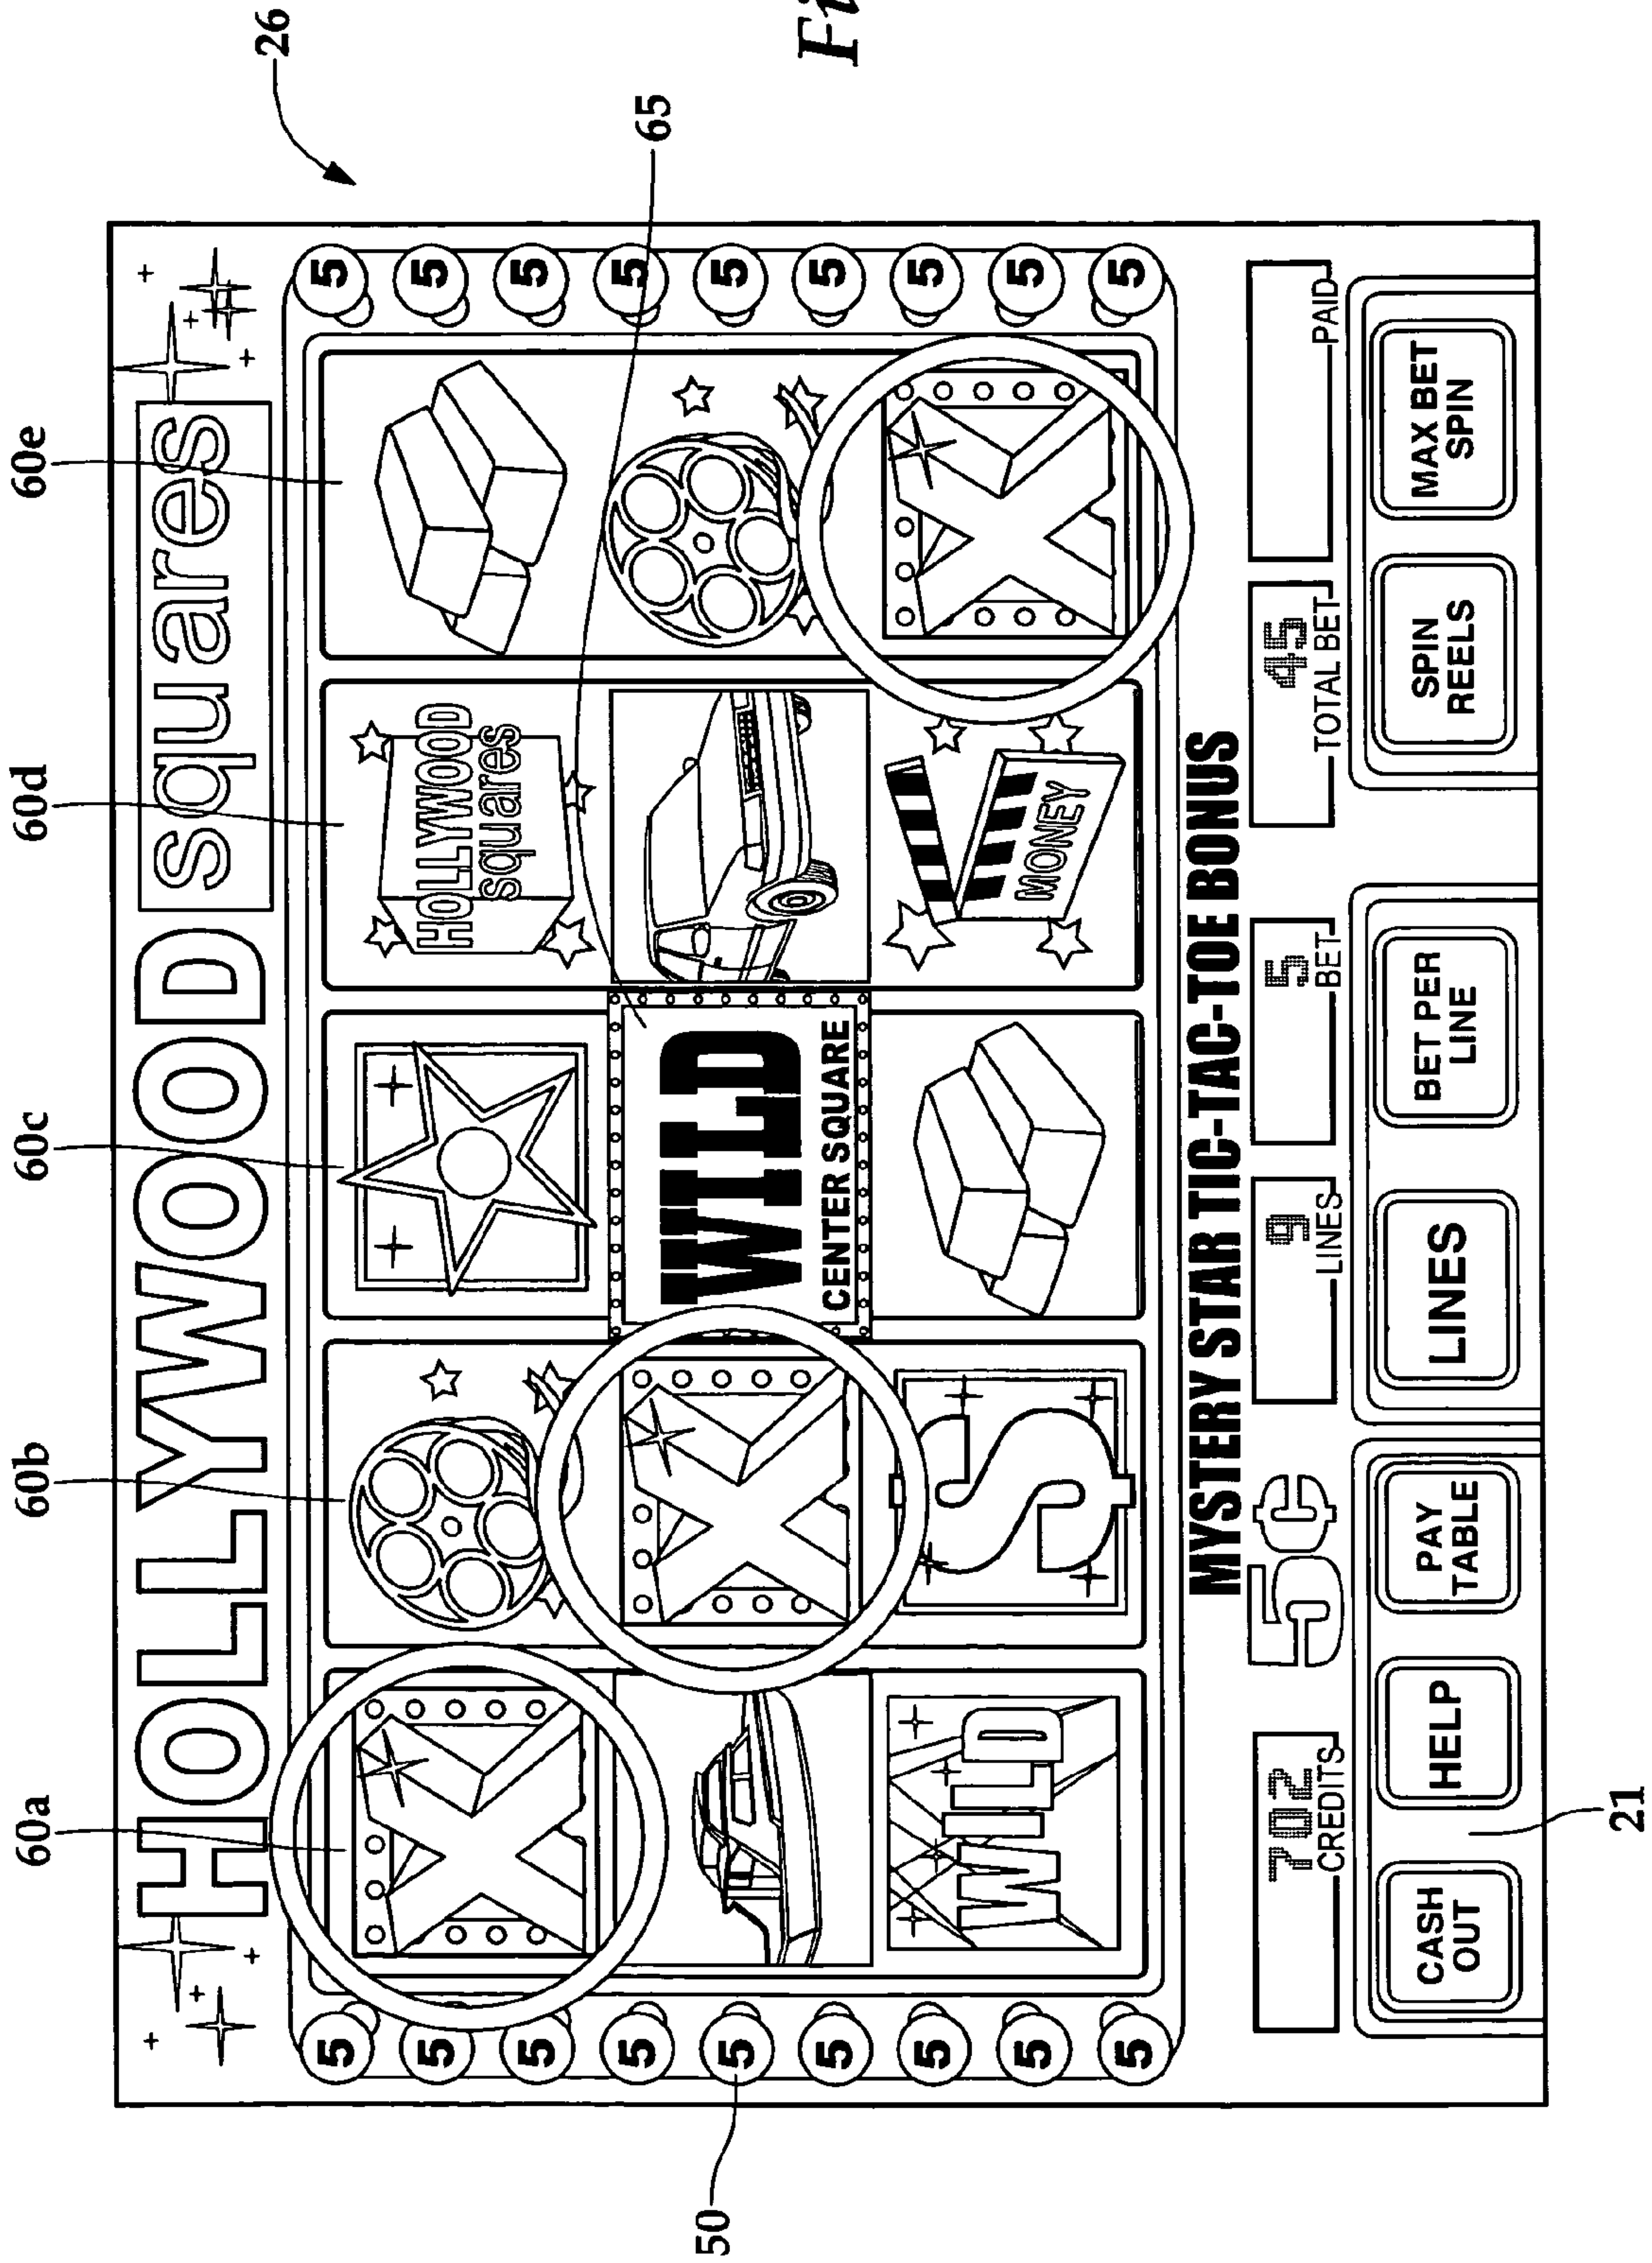 26
60a
60b
60c
60d
60e
HOLLYWOOD squares
65
5
5
5
5
5
5
5
5
5
HOLLYWOOD
squares
WILD
CENTER SQUARE
WILD
$
MONEY
5
5
5
5
5
5
5
5
5
50
MYSTERY STAR TIC-TAC-TOE BONUS
702
CREDITS
5¢
9
LINES
5
BET
45
TOTAL BET
PAID
CASH
OUT
HELP
PAY
TABLE
LINES
BET PER
LINE
SPIN
REELS
MAX BET
SPIN
21
Fi